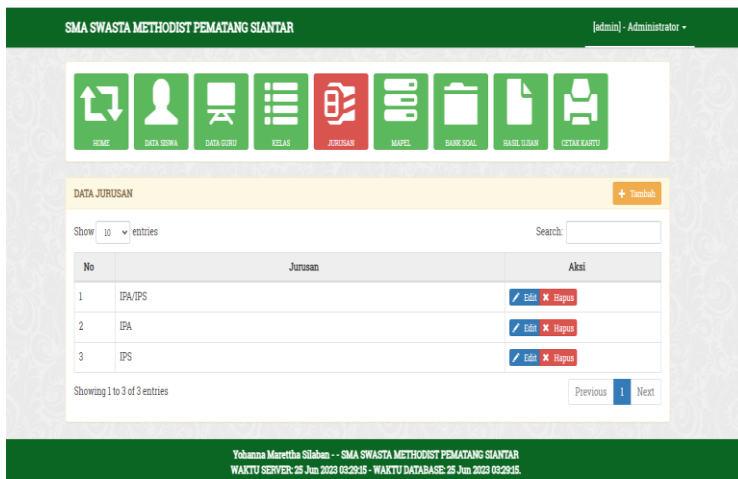 SMA SWASTA METHODIST PEMATANG SIANTAR [admin] - Administrator
HOME DATA SISWA DATA GURU KELAS JURUSAN MAPEL BANK SOAL HASIL UJIAN CETAK KARTU
DATA JURUSAN + Tambah
Show 10 entries Search:
No Jurusan Aksi
1 IPA/IPS Edit Hapus
2 IPA Edit Hapus
3 IPS Edit Hapus
Showing 1 to 3 of 3 entries Previous 1 Next
Yohanna Marettha Silaban - - SMA SWASTA METHODIST PEMATANG SIANTAR
WAKTU SERVER: 25 Jun 2023 03:29:15 - WAKTU DATABASE: 25 Jun 2023 03:29:15.